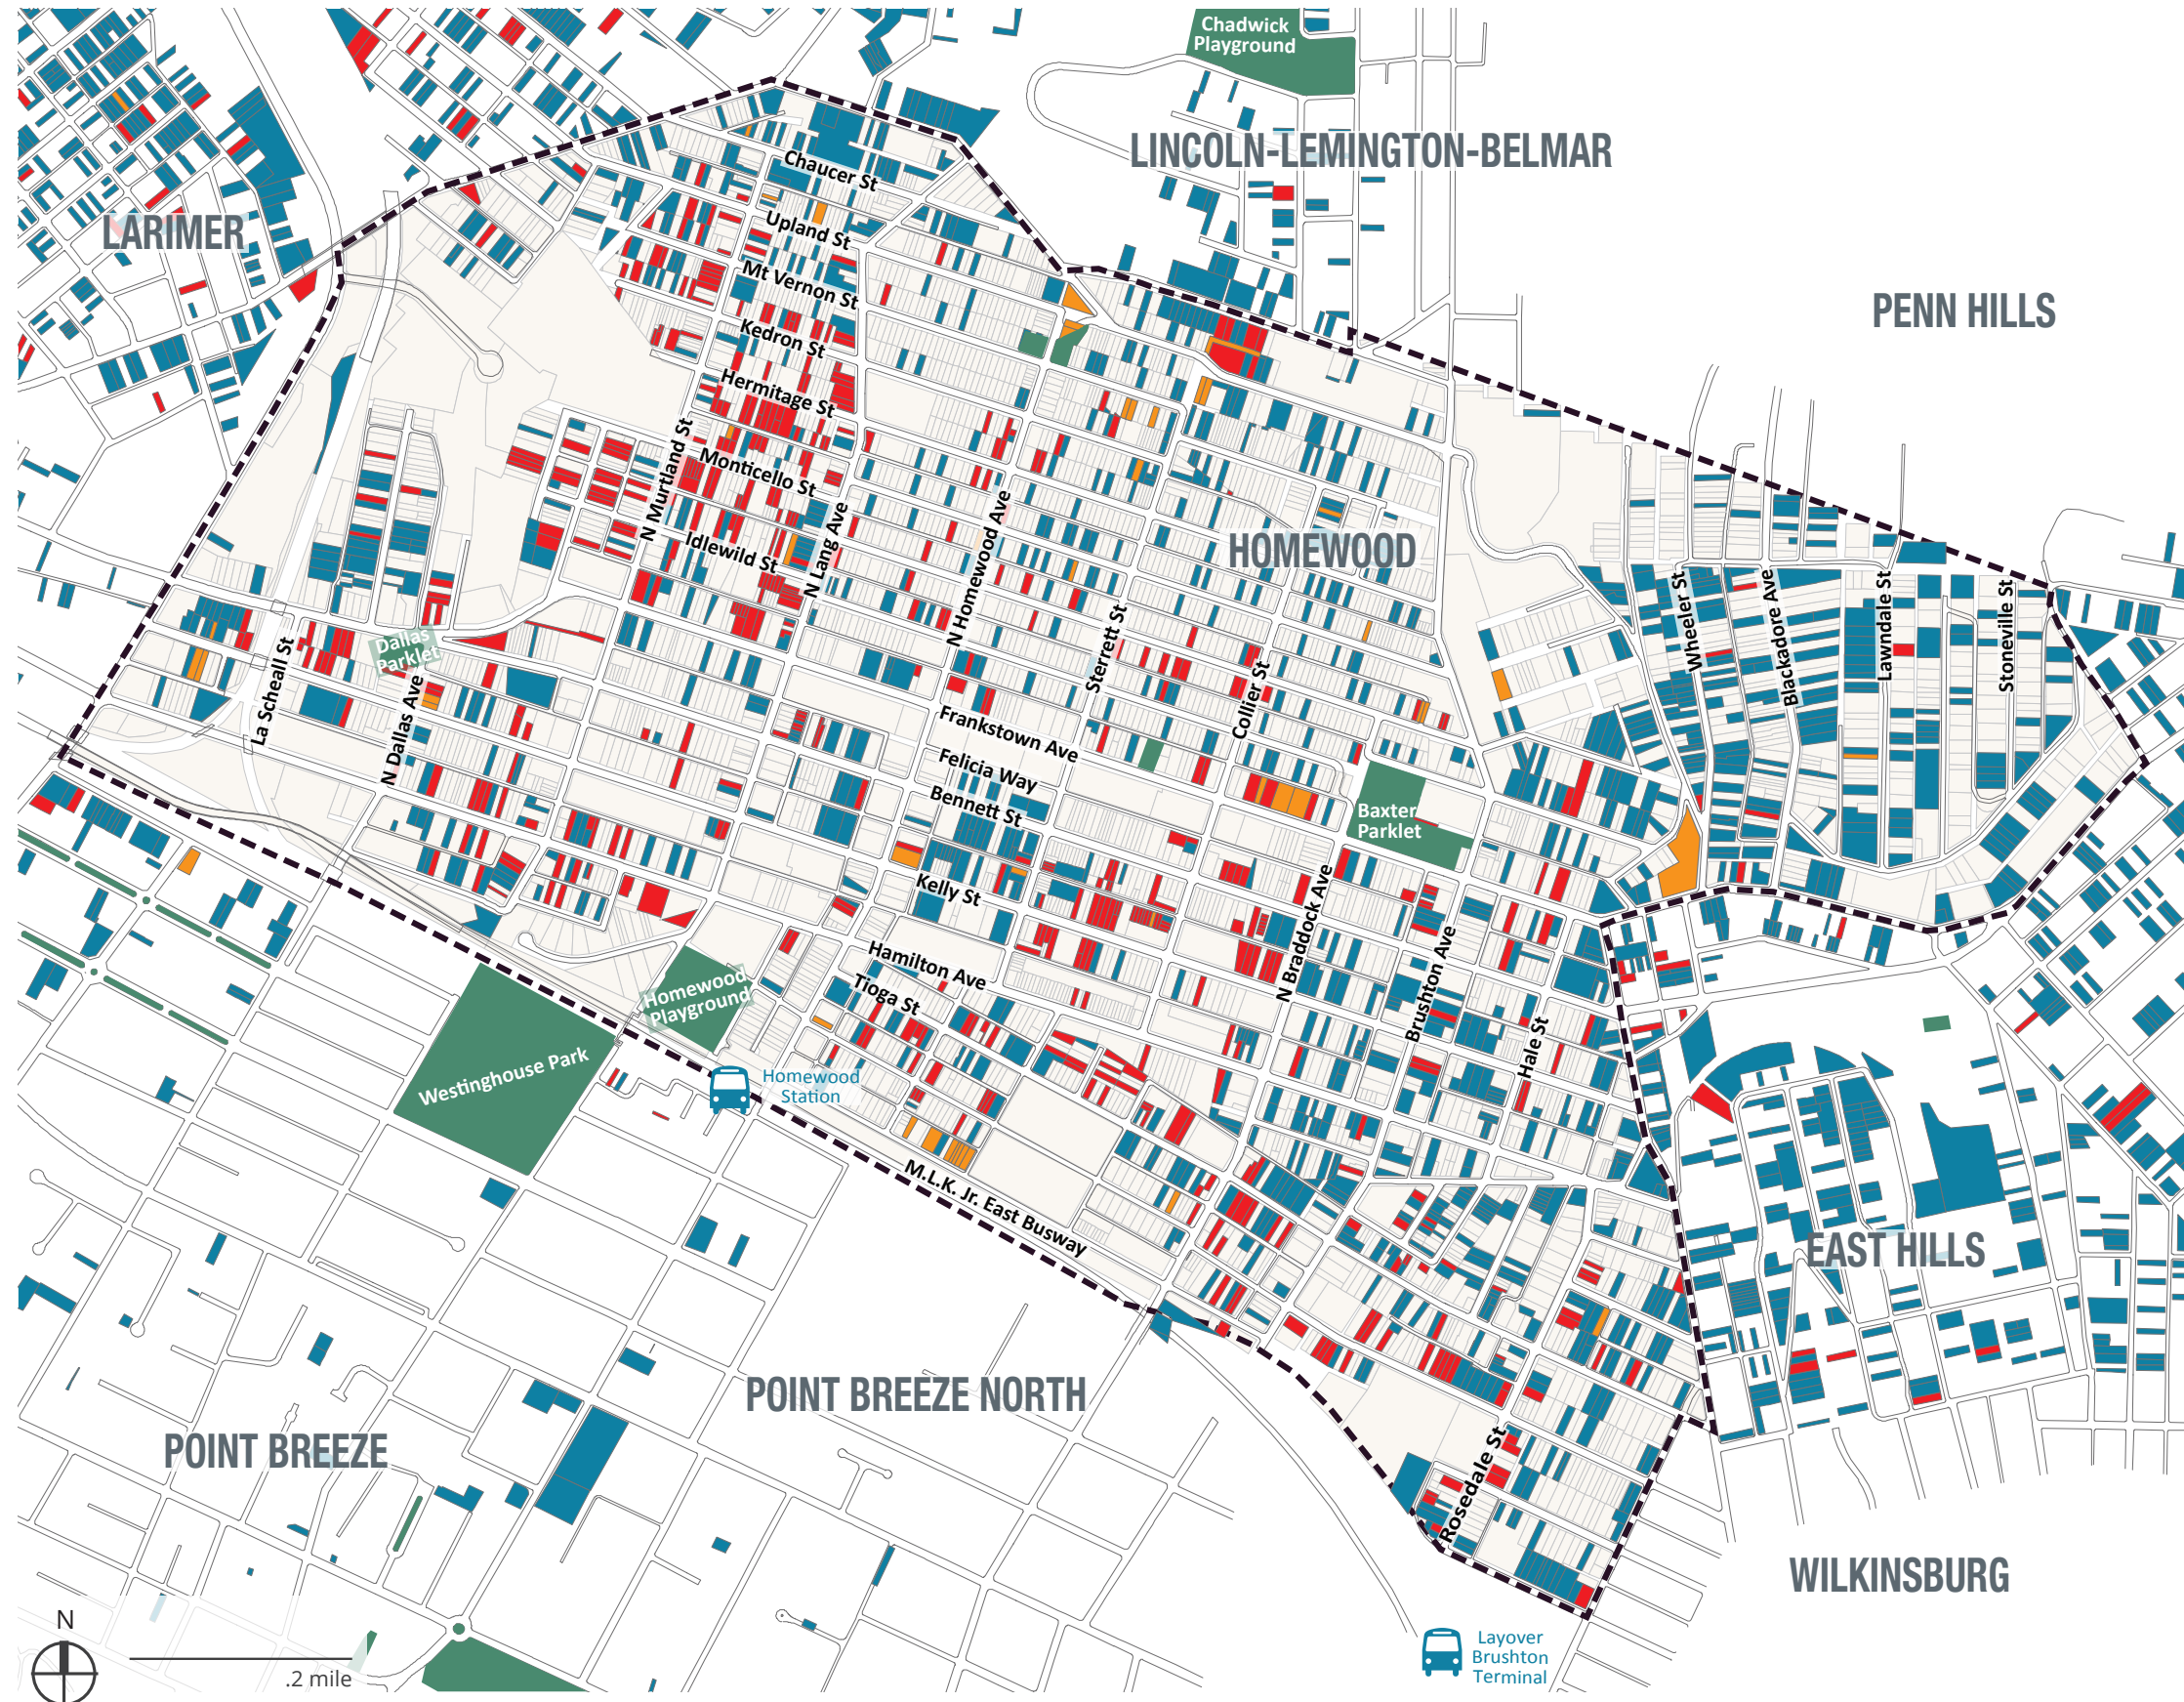 Chadwick
Playground
LINCOLN-LEMINGTON-BELMAR
LARIMER
PENN HILLS
Chaucer St
Upland St
Mt Vernon St
Kedron St
Hermitage St
Monticello St
Idlewild St
N Murtland St
N Lang Ave
N Homewood Ave
HOMEWOOD
Sterrett St
Collier St
Wheeler St
Blackadore Ave
Lawndale St
Stoneville St
Dallas
Parklet
La Scheall St
N Dallas Ave
Frankstown Ave
Felicia Way
Bennett St
Kelly St
Hamilton Ave
Tioga St
Baxter
Parklet
N Braddock Ave
Brushton Ave
Hale St
Homewood
Playground
Westinghouse Park
Homewood
Station
M.L.K. Jr. East Busway
EAST HILLS
POINT BREEZE NORTH
POINT BREEZE
Rosedale St
WILKINSBURG
N
.2 mile
Layover
Brushton
Terminal